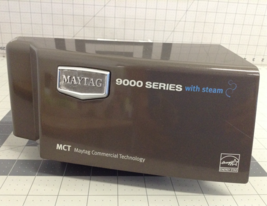 MAYTAG
9000 SERIES with steam
MCT Maytag Commercial Technology